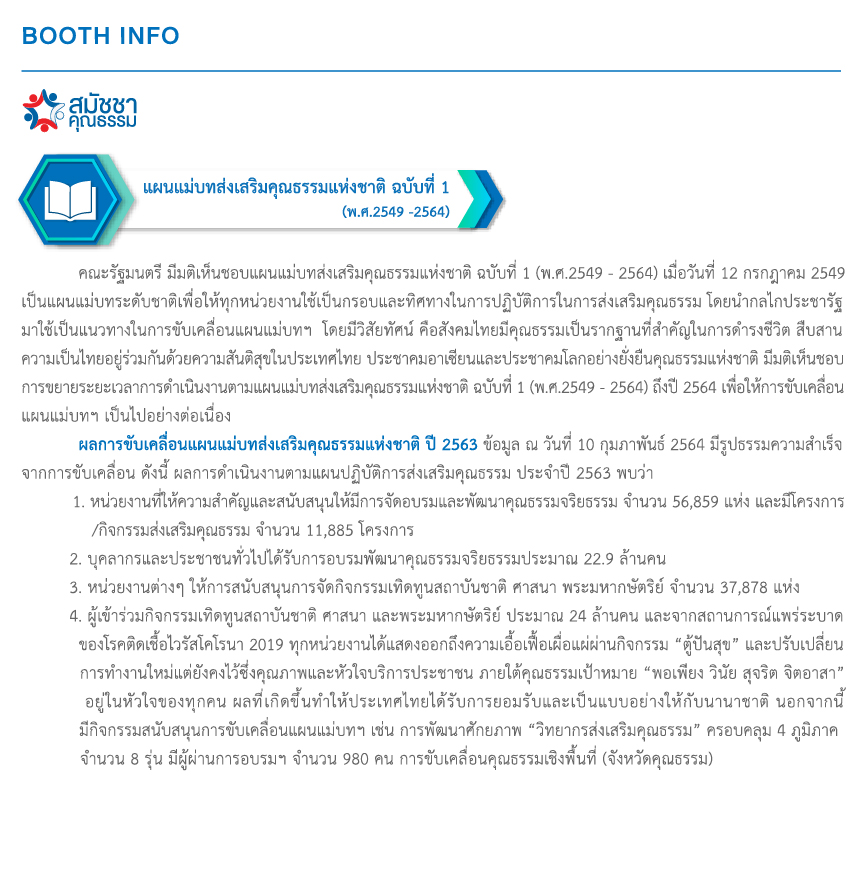 BOOTH INFO
สมัชชา
คุณธรรม
แผนแม่บทส่งเสริมคุณธรรมแห่งชาติ ฉบับที่ 1
(พ.ศ.2549 -2564)
คณะรัฐมนตรี มีมติเห็นชอบแผนแม่บทส่งเสริมคุณธรรมแห่งชาติ ฉบับที่ 1 (พ.ศ.2549 - 2564) เมื่อวันที่ 12 กรกฎาคม 2549
เป็นแผนแม่บทระดับชาติเพื่อให้ทุกหน่วยงานใช้เป็นกรอบและทิศทางในการปฏิบัติการในการส่งเสริมคุณธรรม โดยนำกลไกประชารัฐ
มาใช้เป็นแนวทางในการขับเคลื่อนแผนแม่บทฯ โดยมีวิสัยทัศน์ คือสังคมไทยมีคุณธรรมเป็นรากฐานที่สำคัญในการดำรงชีวิต สืบสาน
ความเป็นไทยอยู่ร่วมกันด้วยความสันติสุขในประเทศไทย ประชาคมอาเซียนและประชาคมโลกอย่างยั่งยืนคุณธรรมแห่งชาติ มีมติเห็นชอบ
การขยายระยะเวลาการดำเนินงานตามแผนแม่บทส่งเสริมคุณธรรมแห่งชาติ ฉบับที่ 1 (พ.ศ.2549 - 2564) ถึงปี 2564 เพื่อให้การขับเคลื่อน
แผนแม่บทฯ เป็นไปอย่างต่อเนื่อง
ผลการขับเคลื่อนแผนแม่บทส่งเสริมคุณธรรมแห่งชาติ ปี 2563 ข้อมูล ณ วันที่ 10 กุมภาพันธ์ 2564 มีรูปธรรมความสำเร็จ
จากการขับเคลื่อน ดังนี้ ผลการดำเนินงานตามแผนปฏิบัติการส่งเสริมคุณธรรม ประจำปี 2563 พบว่า
1. หน่วยงานที่ให้ความสำคัญและสนับสนุนให้มีการจัดอบรมและพัฒนาคุณธรรมจริยธรรม จำนวน 56,859 แห่ง และมีโครงการ
/กิจกรรมส่งเสริมคุณธรรม จำนวน 11,885 โครงการ
2. บุคลากรและประชาชนทั่วไปได้รับการอบรมพัฒนาคุณธรรมจริยธรรมประมาณ 22.9 ล้านคน
3. หน่วยงานต่างๆ ให้การสนับสนุนการจัดกิจกรรมเทิดทูนสถาบันชาติ ศาสนา พระมหากษัตริย์ จำนวน 37,878 แห่ง
4. ผู้เข้าร่วมกิจกรรมเทิดทูนสถาบันชาติ ศาสนา และพระมหากษัตริย์ ประมาณ 24 ล้านคน และจากสถานการณ์แพร่ระบาด
ของโรคติดเชื้อไวรัสโคโรนา 2019 ทุกหน่วยงานได้แสดงออกถึงความเอื้อเฟื้อเผื่อแผ่ผ่านกิจกรรม “ตู้ปันสุข” และปรับเปลี่ยน
การทำงานใหม่แต่ยังคงไว้ซึ่งคุณภาพและหัวใจบริการประชาชน ภายใต้คุณธรรมเป้าหมาย “พอเพียง วินัย สุจริต จิตอาสา”
อยู่ในหัวใจของทุกคน ผลที่เกิดขึ้นทำให้ประเทศไทยได้รับการยอมรับและเป็นแบบอย่างให้กับนานาชาติ นอกจากนี้
มีกิจกรรมสนับสนุนการขับเคลื่อนแผนแม่บทฯ เช่น การพัฒนาศักยภาพ “วิทยากรส่งเสริมคุณธรรม” ครอบคลุม 4 ภูมิภาค
จำนวน 8 รุ่น มีผู้ผ่านการอบรมฯ จำนวน 980 คน การขับเคลื่อนคุณธรรมเชิงพื้นที่ (จังหวัดคุณธรรม)